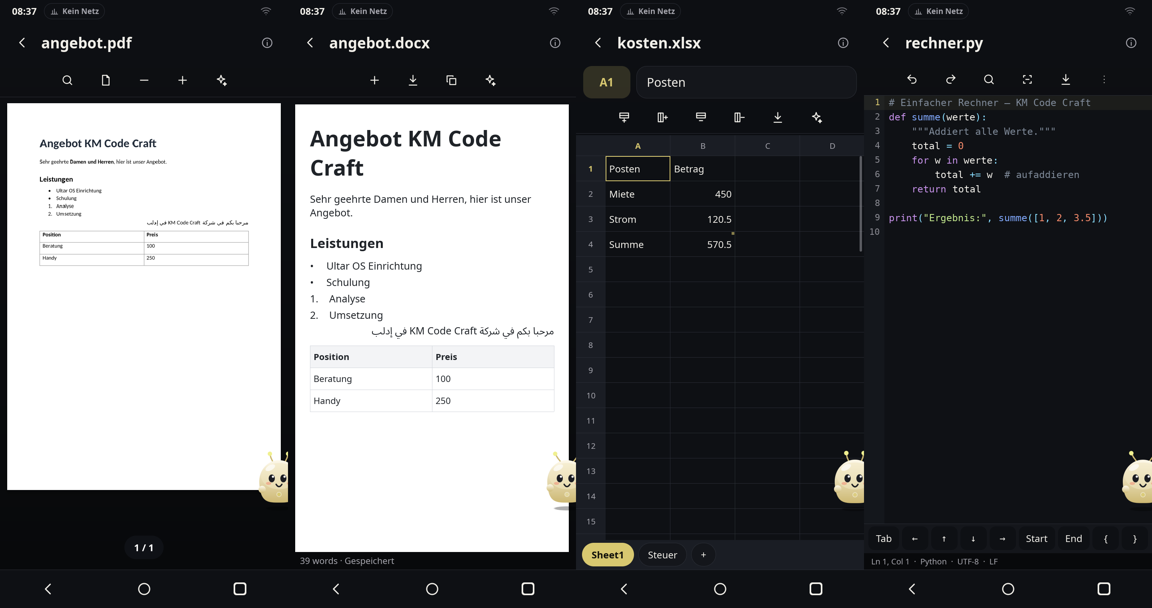 08:37 Kein Netz
angebot.pdf
Angebot KM Code Craft
Sehr geehrte Damen und Herren, hier ist unser Angebot.
Leistungen
• Ultar OS Einrichtung
• Schulung
1. Analyse
2. Umsetzung
مرحبا بكم في شركة KM Code Craft في إدلب
Position Preis
Beratung 100
Handy 250
1 / 1
08:37 Kein Netz
angebot.docx
Angebot KM Code
Craft
Sehr geehrte Damen und Herren, hier ist unser
Angebot.
Leistungen
• Ultar OS Einrichtung
• Schulung
1. Analyse
2. Umsetzung
مرحبا بكم في شركة KM Code Craft في إدلب
Position Preis
Beratung 100
Handy 250
39 words · Gespeichert
08:37 Kein Netz
kosten.xlsx
A1 Posten
A B C D
1 Posten Betrag
2 Miete 450
3 Strom 120.5
4 Summe 570.5
5
6
7
8
9
10
11
12
13
14
15
Sheet1 Steuer +
08:37 Kein Netz
rechner.py
1 # Einfacher Rechner — KM Code Craft
2 def summe(werte):
3 """Addiert alle Werte."""
4 total = 0
5 for w in werte:
6 total += w # aufaddieren
7 return total
8
9 print("Ergebnis:", summe([1, 2, 3.5]))
10
Tab ← ↑ ↓ → Start End { }
Ln 1, Col 1 · Python · UTF-8 · LF